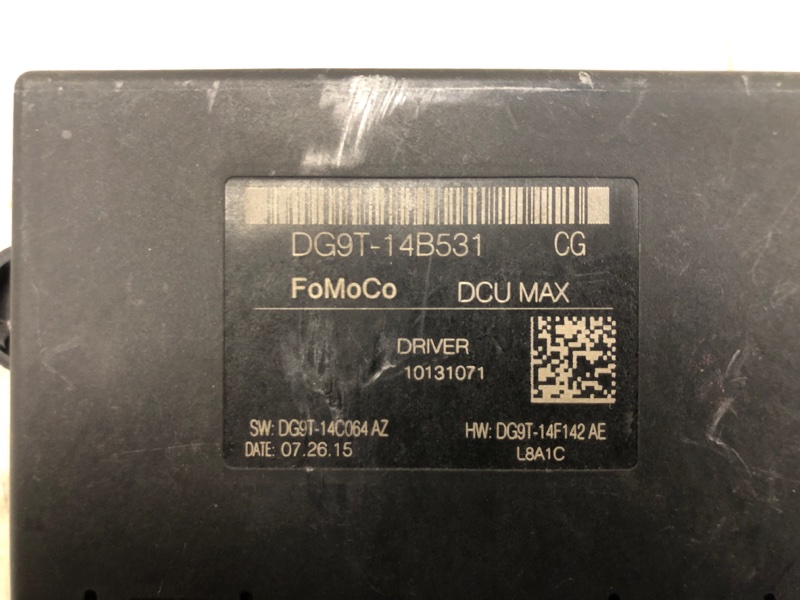 DG9T-14B531 CG
FoMoCo DCU MAX
DRIVER
10131071
SW: DG9T-14C064 AZ HW: DG9T-14F142 AE
DATE: 07.26.15 L8A1C